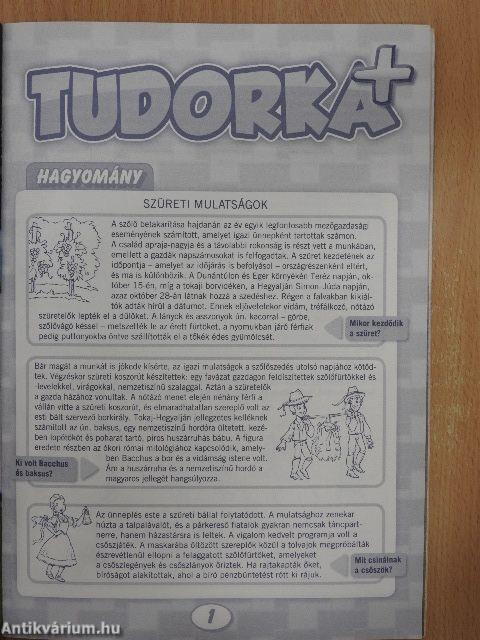 TUDORKA+
HAGYOMÁNY
SZÜRETI MULATSÁGOK
A szőlő betakarítása hajdanán az év egyik legfontosabb mezőgazdasági
eseményének számított, amelyet igazi ünnepként tartottak számon.
A család apraja-nagyja és a távolabbi rokonság is részt vett a munkában,
emellett a gazdák napszámosokat is felfogadtak. A szüret kezdetének az
időpontja – amelyet az időjárás is befolyásol – országrészenként eltért,
és ma is különbözik. A Dunántúlon és Eger környékén Teréz napján, ok-
tóber 15-én, míg a tokaji borvidéken, a Hegyalján Simon–Júda napján,
azaz október 28-án látnak hozzá a szedéshez. Régen a falvakban kikiál-
tók adták hírül a dátumot. Ennek eljöveteleker vidám, tréfálkozó, nótázó
szüretelők lepték el a dűlőket. A lányok és asszonyok ún. kacorral – görbe,
szőlővágó késsel – metszették le az érett fürtöket, a nyomukban járó férfiak
pedig puttonyokba öntve szállították el a tőkék édes gyümölcsét.
Mikor kezdődik
a szüret?
Bár magát a munkát is jókedv kísérte, az igazi mulatságok a szőlőszedés utolsó napjához kötőd-
tek. Végzéskor szüreti koszorút készítettek: egy favázat gazdagon feldíszítettek szőlőfürtökkel és
-levelekkel, virágokkal, nemzetiszínű szalaggal. Aztán a szüretelők
a gazda házához vonultak. A nótázó menet elején néhány férfi a
vállán vitte a szüreti koszorút, és elmaradhatatlan szereplő volt az
esti bált szervező borkirály. Tokaj-Hegyalján jellegzetes kelléknek
számított az ún. baksus, egy nemzetiszínű hordóra ültetett, kezé-
ben lopótököt és poharat tartó, piros huszárruhás bábu. A figura
eredete részben az ókori római mitológiához kapcsolódik, amely-
ben Bacchus a bor és a vidámság istene volt.
Ám a huszárruha és a nemzetiszínű hordó a
magyaros jellegét hangsúlyozza.
Ki volt Bacchus
és baksus?
Az ünneplés este a szüreti bállal folytatódott. A mulatsághoz zenekar
húzta a talpalávalót, és a párkereső fiatalok gyakran nemcsak táncpart-
nerre, hanem házastársra is leltek. A vigalom kedvelt programja volt a
csőszjáték. A maskarába öltözött szereplők közül a tolvajok megpróbálták
észrevétlenül ellopni a felaggatott szőlőfürtöket, amelyeket
a csőszlegények és csőszlányok őriztek. Ha rajtakapták őket,
bíróságot alakítottak, ahol a bíró pénzbüntetést rótt ki rájuk.
Mit csinálnak
a csőszök?
1
Antikvárium.hu